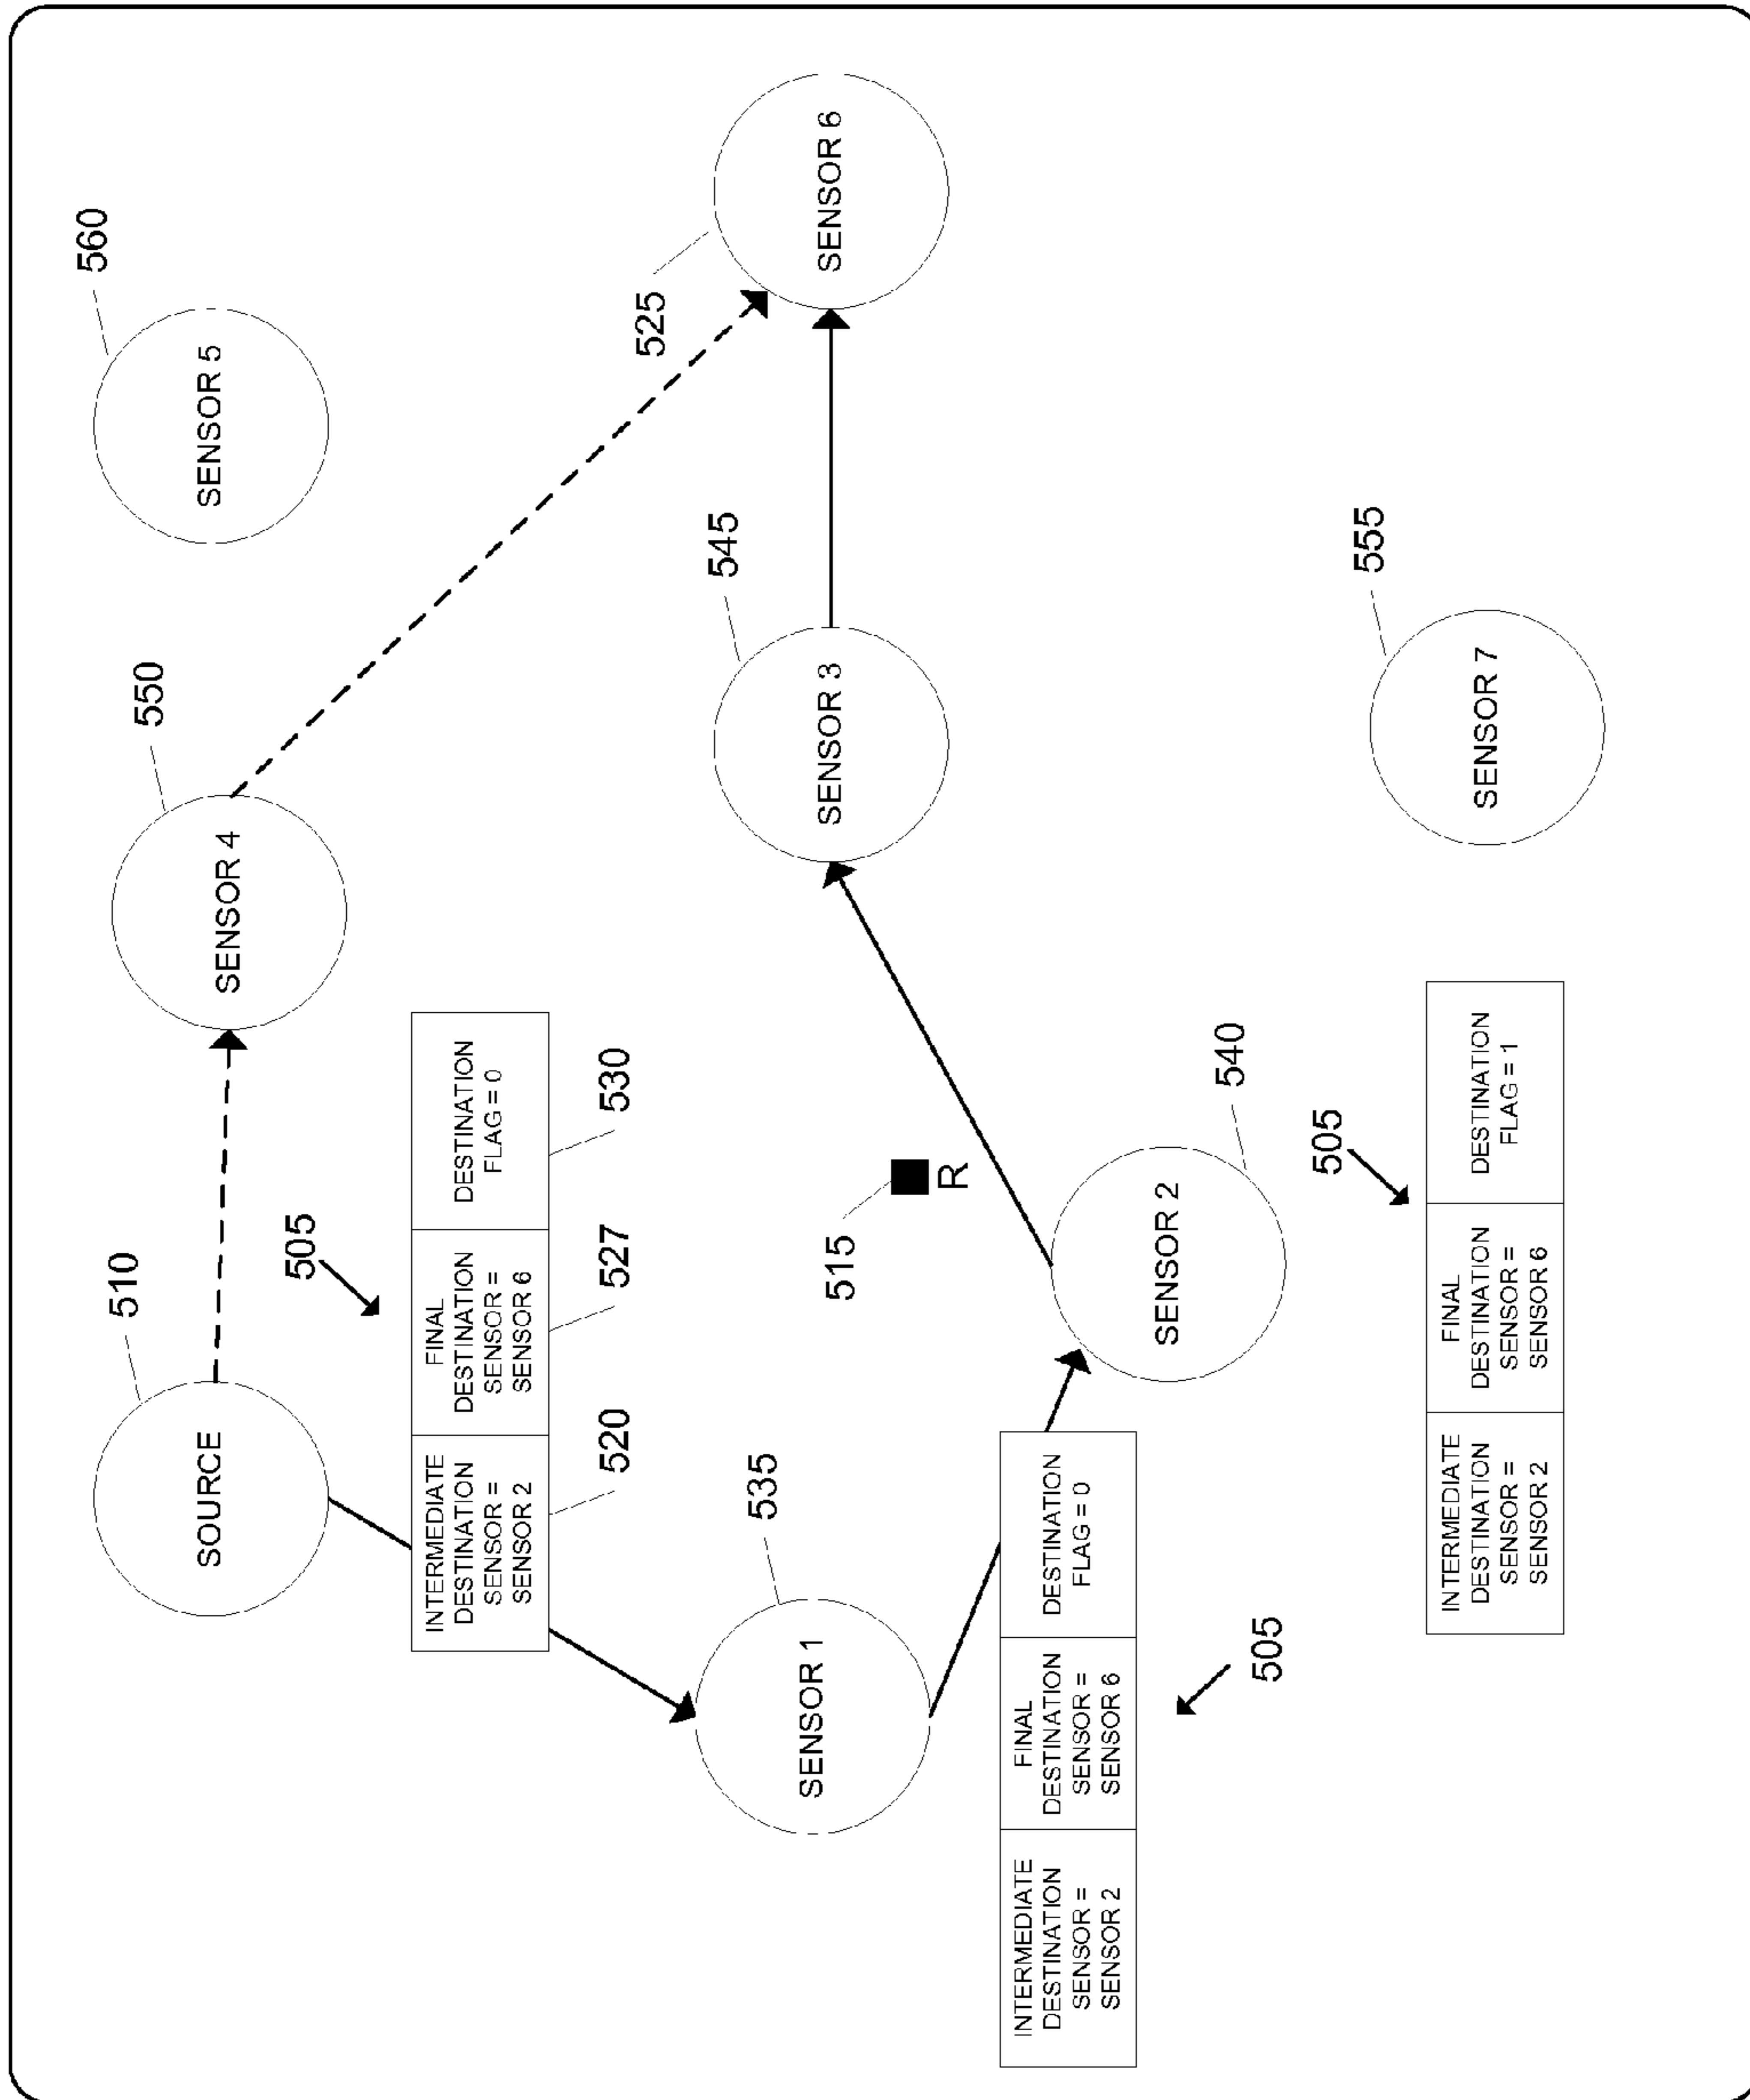 510
SOURCE
550
SENSOR 4
560
SENSOR 5
505
INTERMEDIATE
DESTINATION
SENSOR =
SENSOR 2
FINAL
DESTINATION
SENSOR =
SENSOR 6
DESTINATION
FLAG = 0
520
527
530
525
SENSOR 6
535
SENSOR 1
515
R
545
SENSOR 3
INTERMEDIATE
DESTINATION
SENSOR =
SENSOR 2
FINAL
DESTINATION
SENSOR =
SENSOR 6
DESTINATION
FLAG = 0
505
SENSOR 2
540
505
INTERMEDIATE
DESTINATION
SENSOR =
SENSOR 2
FINAL
DESTINATION
SENSOR =
SENSOR 6
DESTINATION
FLAG = 1
555
SENSOR 7